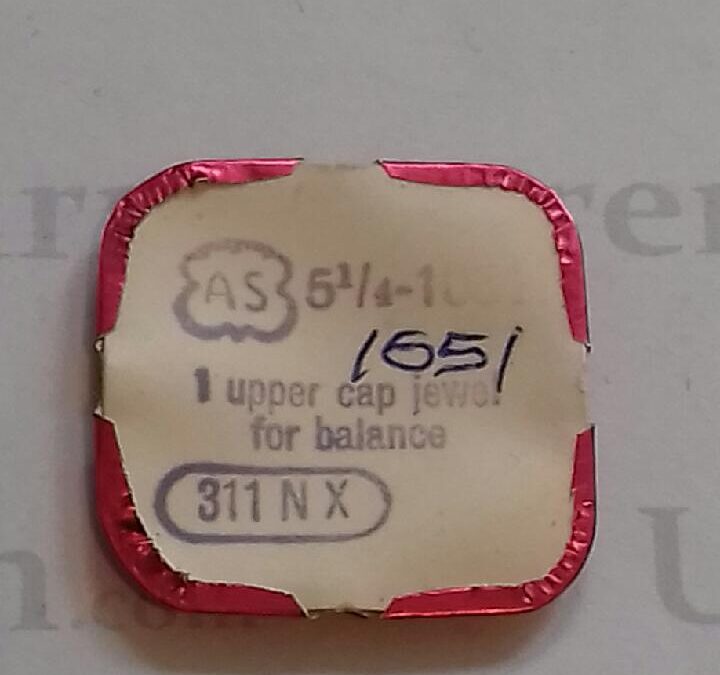 AS 5¹/₄-1
1651
1 upper cap jewel
for balance
311 N X